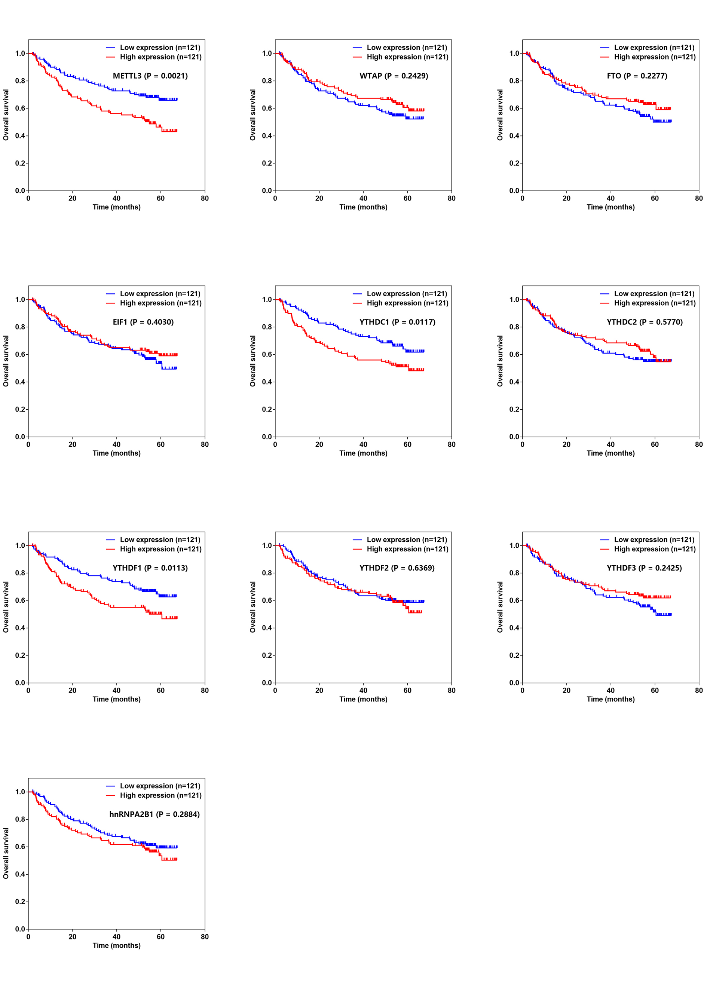 Low expression (n=121)
High expression (n=121)
METTL3 (P = 0.0021)
Overall survival
1.0
0.8
0.6
0.4
0.2
0.0
0 20 40 60 80
Time (months)
Low expression (n=121)
High expression (n=121)
WTAP (P = 0.2429)
Overall survival
1.0
0.8
0.6
0.4
0.2
0.0
0 20 40 60 80
Time (months)
Low expression (n=121)
High expression (n=121)
FTO (P = 0.2277)
Overall survival
1.0
0.8
0.6
0.4
0.2
0.0
0 20 40 60 80
Time (months)
Low expression (n=121)
High expression (n=121)
EIF1 (P = 0.4030)
Overall survival
1.0
0.8
0.6
0.4
0.2
0.0
0 20 40 60 80
Time (months)
Low expression (n=121)
High expression (n=121)
YTHDC1 (P = 0.0117)
Overall survival
1.0
0.8
0.6
0.4
0.2
0.0
0 20 40 60 80
Time (months)
Low expression (n=121)
High expression (n=121)
YTHDC2 (P = 0.5770)
Overall survival
1.0
0.8
0.6
0.4
0.2
0.0
0 20 40 60 80
Time (months)
Low expression (n=121)
High expression (n=121)
YTHDF1 (P = 0.0113)
Overall survival
1.0
0.8
0.6
0.4
0.2
0.0
0 20 40 60 80
Time (months)
Low expression (n=121)
High expression (n=121)
YTHDF2 (P = 0.6369)
Overall survival
1.0
0.8
0.6
0.4
0.2
0.0
0 20 40 60 80
Time (months)
Low expression (n=121)
High expression (n=121)
YTHDF3 (P = 0.2425)
Overall survival
1.0
0.8
0.6
0.4
0.2
0.0
0 20 40 60 80
Time (months)
Low expression (n=121)
High expression (n=121)
hnRNPA2B1 (P = 0.2884)
Overall survival
1.0
0.8
0.6
0.4
0.2
0.0
0 20 40 60 80
Time (months)